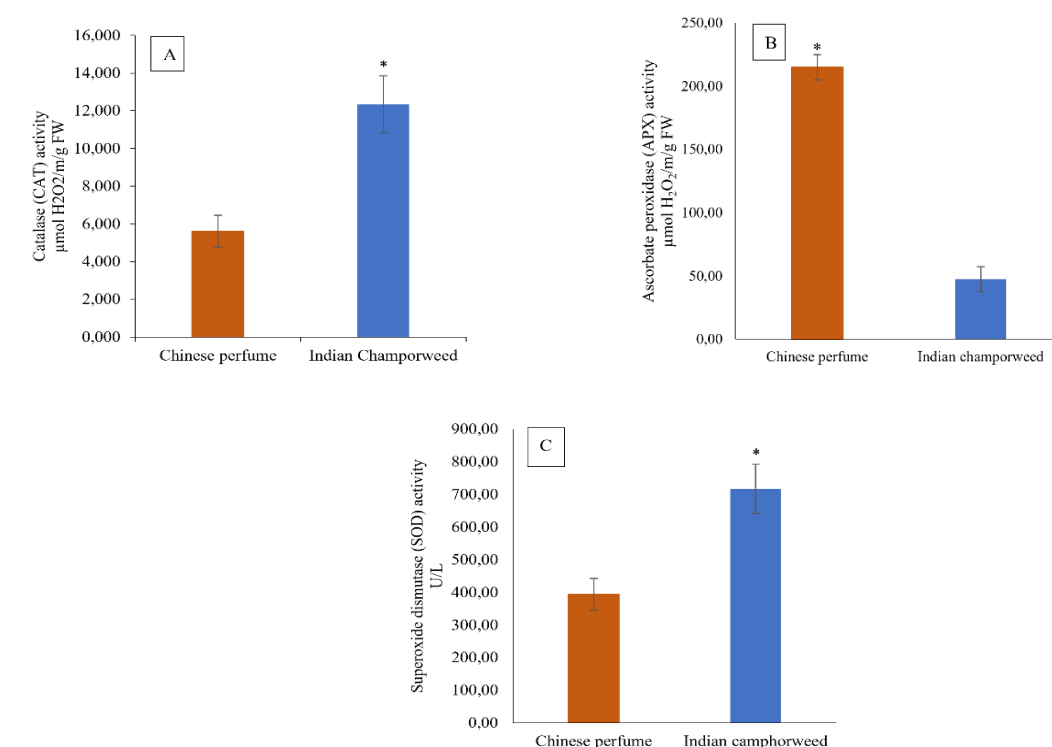 A
16,000
14,000
12,000
10,000
8,000
6,000
4,000
2,000
0,000
Catalase (CAT) activity
µmol H2O2/m/g FW
*
Chinese perfume
Indian Champorweed
B
250,00
200,00
150,00
100,00
50,00
0,00
Ascorbate peroxidase (APX) activity
µmol H₂O₂/m/g FW
*
Chinese perfume
Indian champorweed
C
900,00
800,00
700,00
600,00
500,00
400,00
300,00
200,00
100,00
0,00
Superoxide dismutase (SOD) activity
U/L
*
Chinese perfume
Indian camphorweed